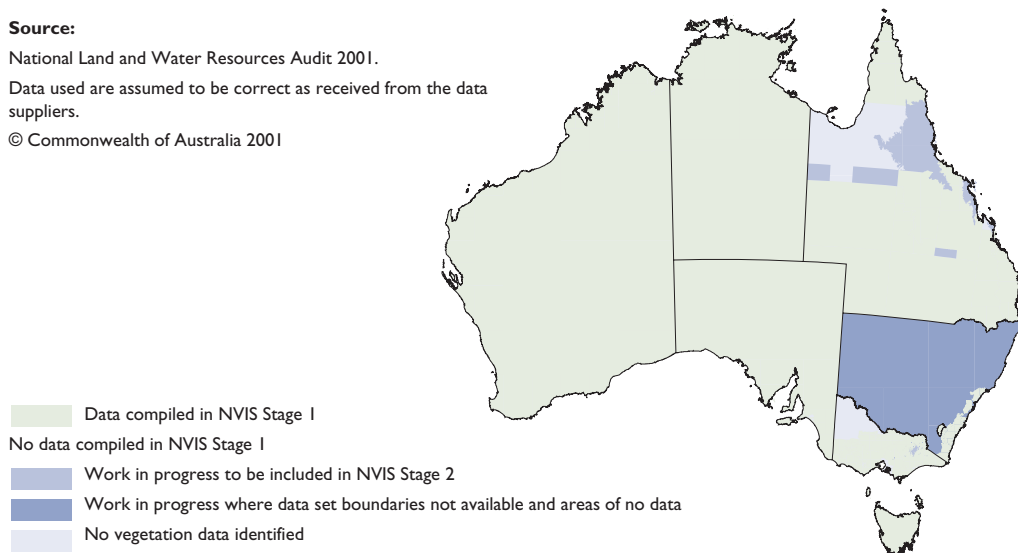 Source:
National Land and Water Resources Audit 2001.
Data used are assumed to be correct as received from the data
suppliers.
© Commonwealth of Australia 2001
Data compiled in NVIS Stage 1
No data compiled in NVIS Stage 1
Work in progress to be included in NVIS Stage 2
Work in progress where data set boundaries not available and areas of no data
No vegetation data identified